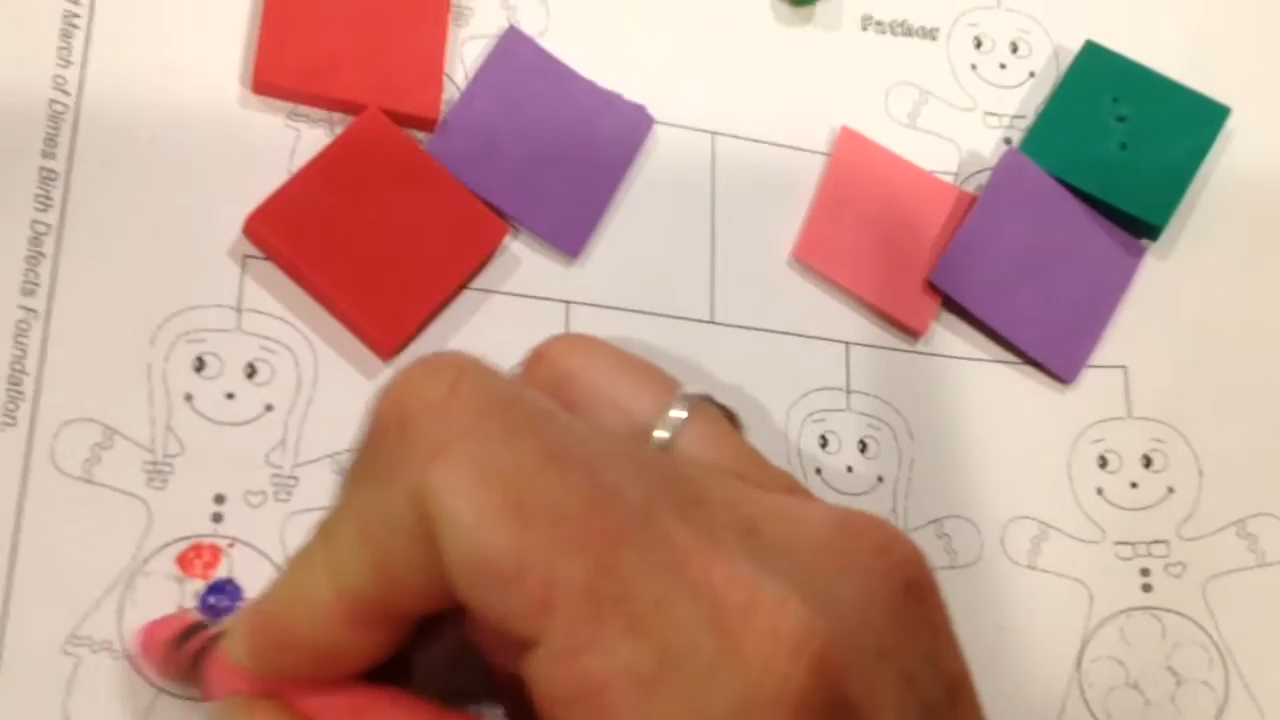 Father
March of Dimes Birth Defects Foundation.